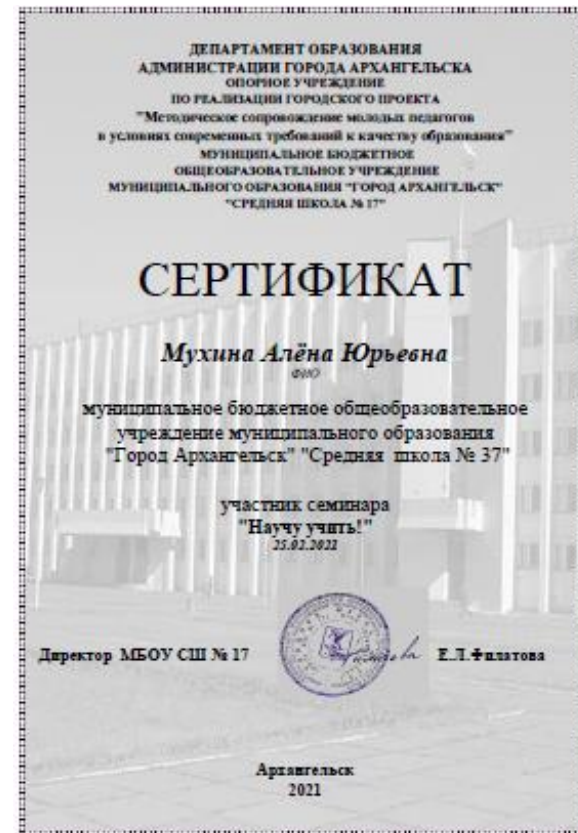 ДЕПАРТАМЕНТ ОБРАЗОВАНИЯ
АДМИНИСТРАЦИИ ГОРОДА АРХАНГЕЛЬСКА
ОПОРНОЕ УЧРЕЖДЕНИЕ
ПО РЕАЛИЗАЦИИ ГОРОДСКОГО ПРОЕКТА
"Методическое сопровождение молодых педагогов
в условиях современных требований к качеству образования"
МУНИЦИПАЛЬНОЕ БЮДЖЕТНОЕ
ОБЩЕОБРАЗОВАТЕЛЬНОЕ УЧРЕЖДЕНИЕ
МУНИЦИПАЛЬНОГО ОБРАЗОВАНИЯ "ГОРОД АРХАНГЕЛЬСК"
"СРЕДНЯЯ ШКОЛА № 17"
СЕРТИФИКАТ
Мухина Алёна Юрьевна
ФИО
муниципальное бюджетное общеобразовательное
учреждение муниципального образования
"Город Архангельск" "Средняя школа № 37"
участник семинара
"Научу учить!"
25.02.2022
Директор МБОУ СШ № 17 Е.Л.Филатова
Архангельск
2021